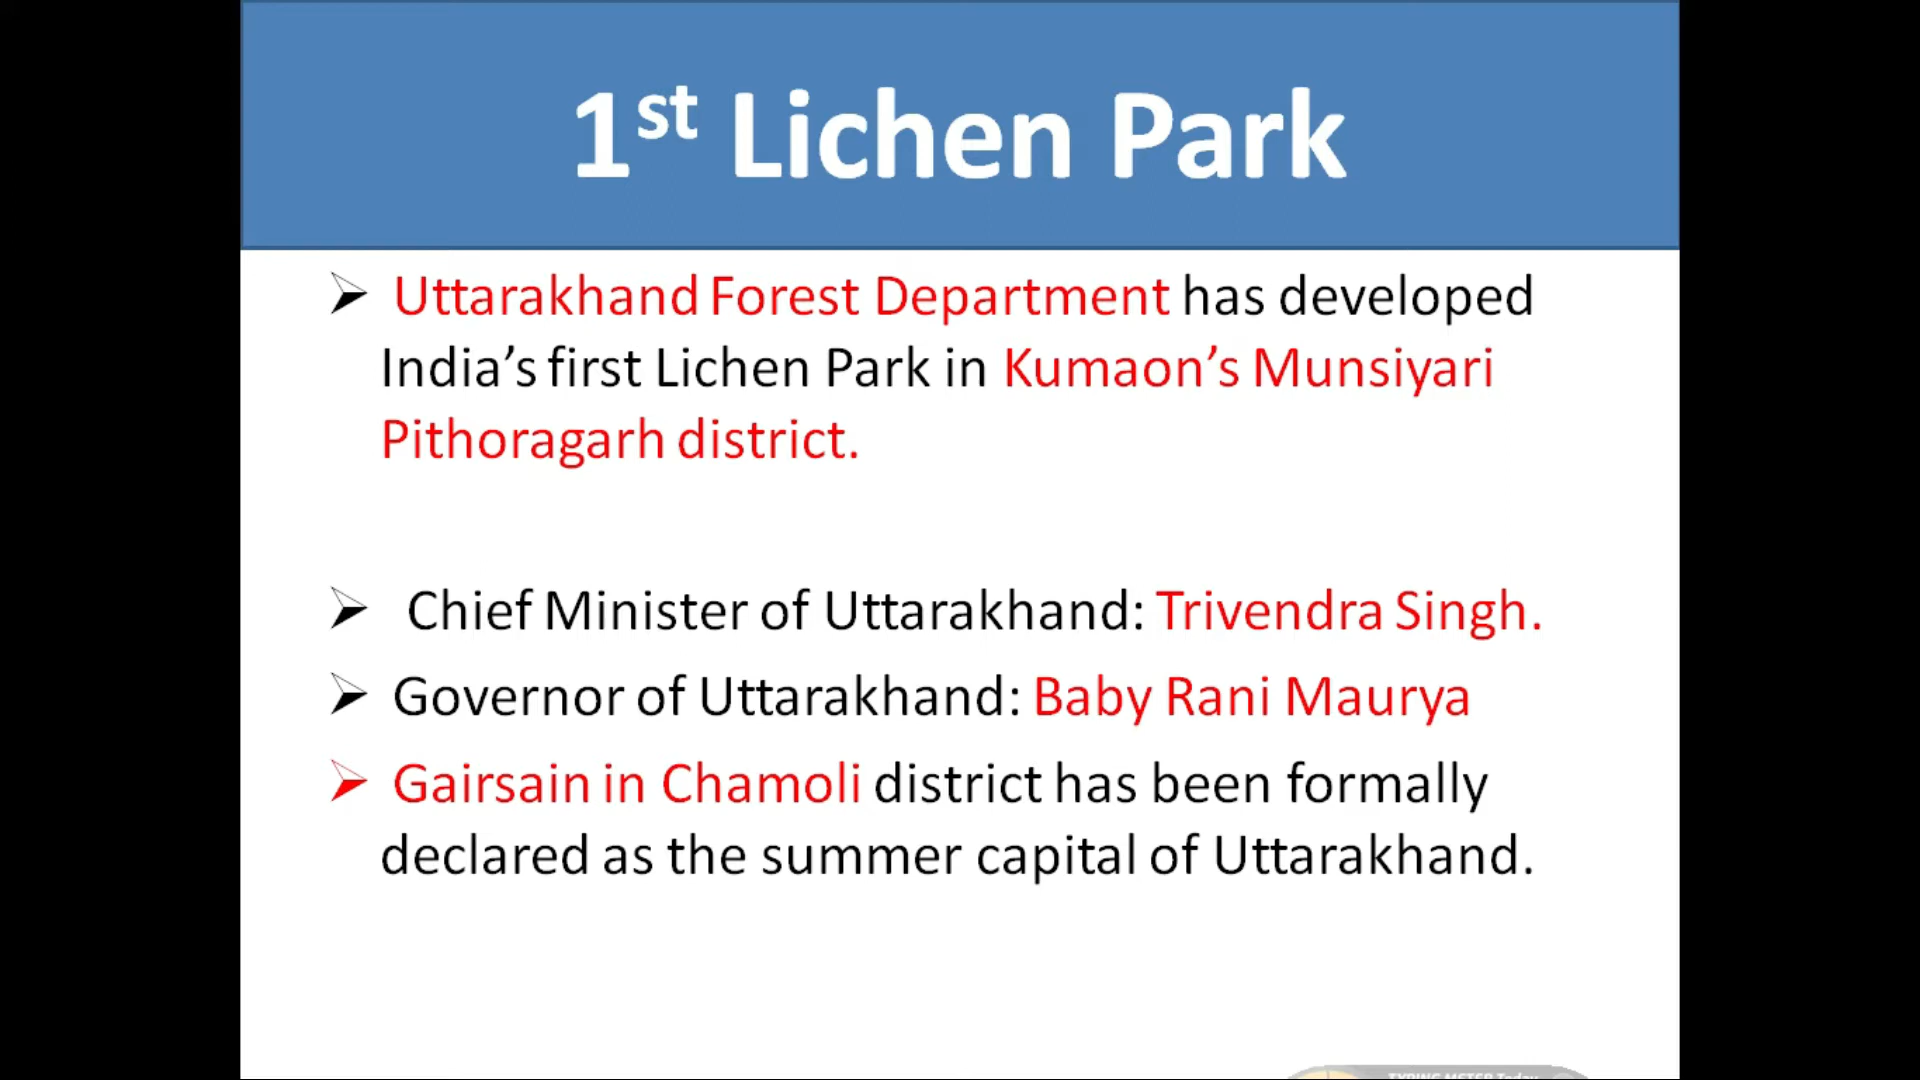 1st Lichen Park
➢ Uttarakhand Forest Department has developed
India’s first Lichen Park in Kumaon’s Munsiyari
Pithoragarh district.
➢ Chief Minister of Uttarakhand: Trivendra Singh.
➢ Governor of Uttarakhand: Baby Rani Maurya
➢ Gairsain in Chamoli district has been formally
declared as the summer capital of Uttarakhand.